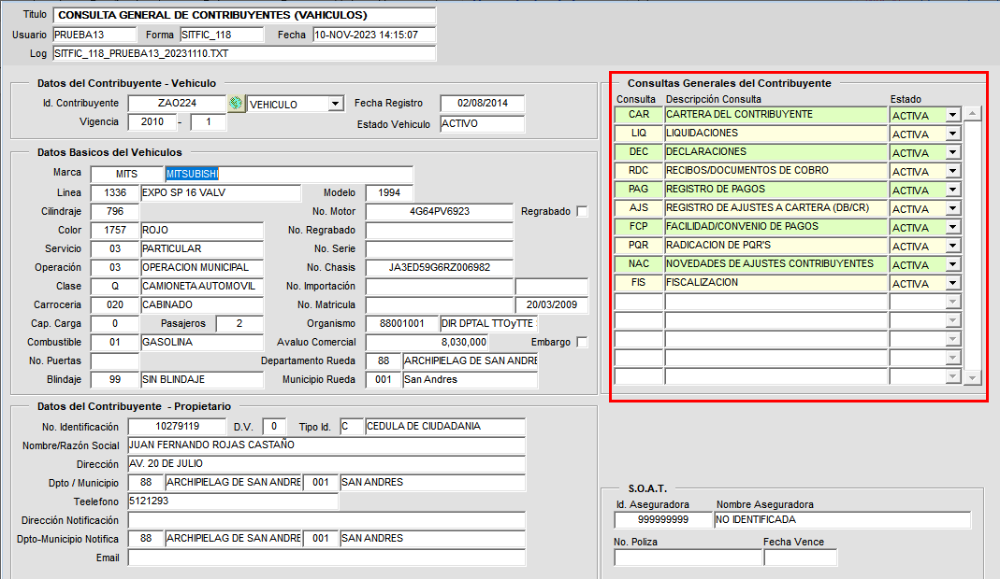 Titulo CONSULTA GENERAL DE CONTRIBUYENTES (VAHICULOS)
Usuario PRUEBA13 Forma SITFIC_118 Fecha 10-NOV-2023 14:15:07
Log SITFIC_118_PRUEBA13_20231110.TXT
Datos del Contribuyente - Vehiculo
Id. Contribuyente ZAO224 VEHICULO Fecha Registro 02/08/2014
Vigencia 2010 - 1 Estado Vehiculo ACTIVO
Datos Basicos del Vehiculos
Marca MITS MITSUBISHI
Linea 1336 EXPO SP 16 VALV Modelo 1994
Cilindraje 796 No. Motor 4G64PV6923 Regrabado
Color 1757 ROJO No. Regrabado
Servicio 03 PARTICULAR No. Serie
Operación 03 OPERACION MUNICIPAL No. Chasis JA3ED59G6RZ006982
Clase Q CAMIONETA AUTOMOVIL No. Importación
Carroceria 020 CABINADO No. Matricula 20/03/2009
Cap. Carga 0 Pasajeros 2 Organismo 88001001 DIR DPTAL TTOyTTE
Combustible 01 GASOLINA Avaluo Comercial 8,030,000 Embargo
No. Puertas Departamento Rueda 88 ARCHIPIELAG DE SAN ANDRE
Blindaje 99 SIN BLINDAJE Municipio Rueda 001 San Andres
Datos del Contribuyente - Propietario
No. Identificación 10279119 D.V. 0 Tipo Id. C CEDULA DE CIUDADANIA
Nombre/Razón Social JUAN FERNANDO ROJAS CASTAÑO
Dirección AV. 20 DE JULIO
Dpto / Municipio 88 ARCHIPIELAG DE SAN ANDRE 001 SAN ANDRES
Teelefono 5121293
Dirección Notificación
Dpto-Municipio Notifica 88 ARCHIPIELAG DE SAN ANDRE 001 SAN ANDRES
Email
Consultas Generales del Contribuyente
Consulta Descripción Consulta Estado
CAR CARTERA DEL CONTRIBUYENTE ACTIVA
LIQ LIQUIDACIONES ACTIVA
DEC DECLARACIONES ACTIVA
RDC RECIBOS/DOCUMENTOS DE COBRO ACTIVA
PAG REGISTRO DE PAGOS ACTIVA
AJS REGISTRO DE AJUSTES A CARTERA (DB/CR) ACTIVA
FCP FACILIDAD/CONVENIO DE PAGOS ACTIVA
PQR RADICACION DE PQR'S ACTIVA
NAC NOVEDADES DE AJUSTES CONTRIBUYENTES ACTIVA
FIS FISCALIZACION ACTIVA
S.O.A.T.
Id. Aseguradora Nombre Aseguradora
999999999 NO IDENTIFICADA
No. Poliza Fecha Vence